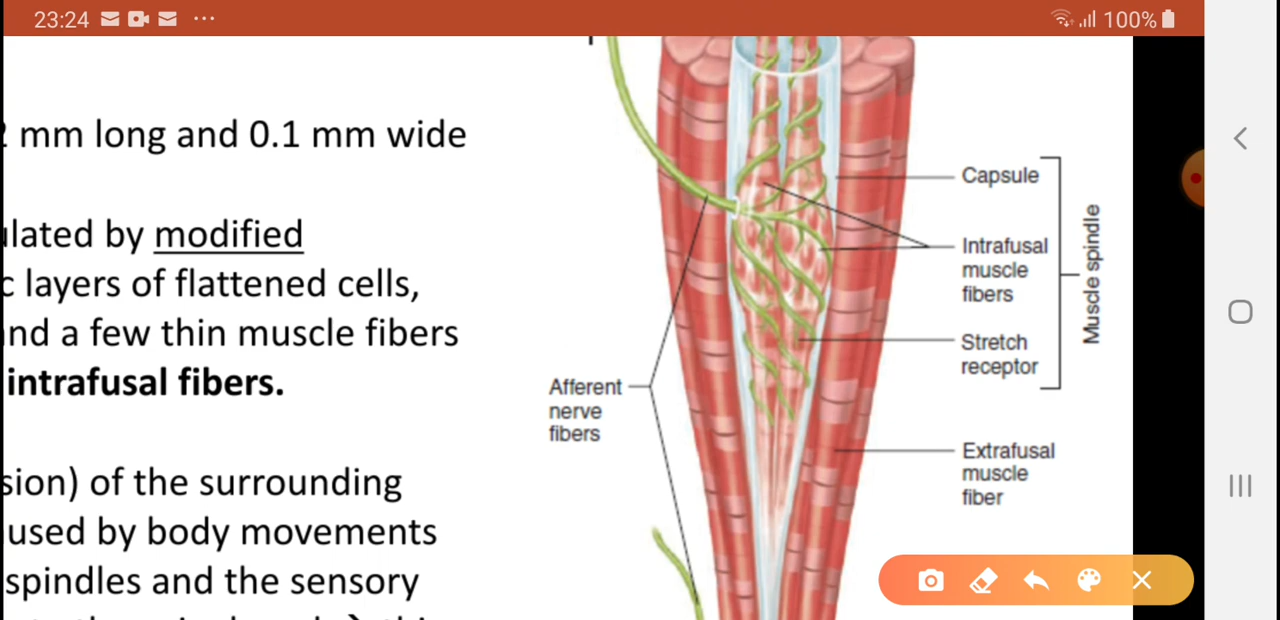 23:24
100%
mm long and 0.1 mm wide
lated by modified
c layers of flattened cells,
nd a few thin muscle fibers
intrafusal fibers.
sion) of the surrounding
used by body movements
spindles and the sensory
Capsule
Intrafusal
muscle
fibers
Stretch
receptor
Muscle spindle
Afferent
nerve
fibers
Extrafusal
muscle
fiber